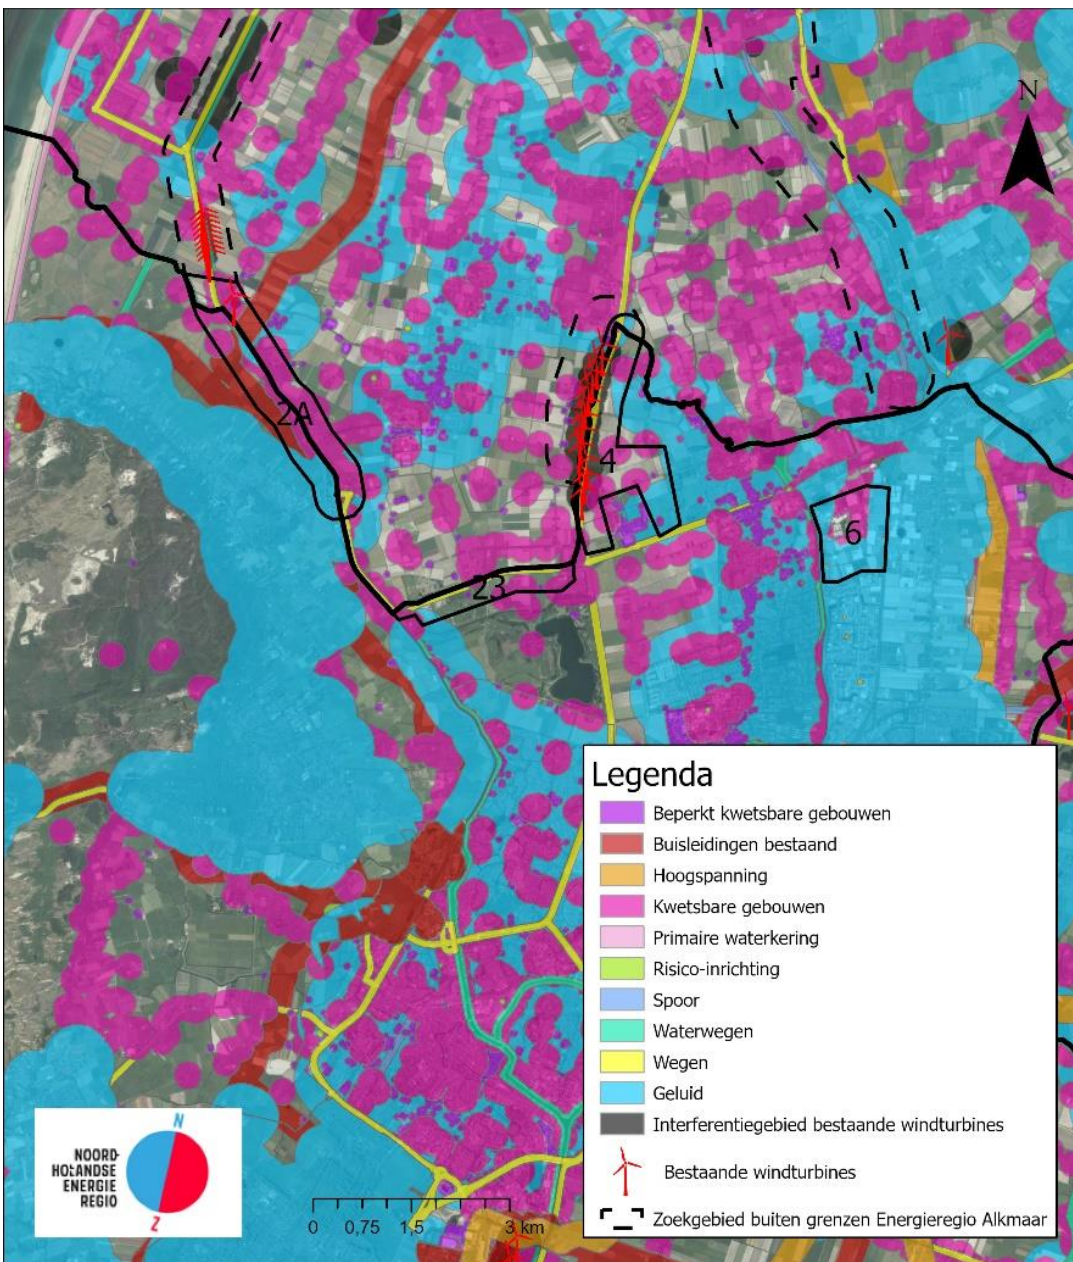 N
2A
4
6
23
Legenda
Beperkt kwetsbare gebouwen
Buisleidingen bestaand
Hoogspanning
Kwetsbare gebouwen
Primaire waterkering
Risico-inrichting
Spoor
Waterwegen
Wegen
Geluid
Interferentiegebied bestaande windturbines
Bestaande windturbines
Zoekgebied buiten grenzen Energieregio Alkmaar
N
NOORD-
HOLANDSE
ENERGIE
REGIO
Z
0 0,75 1,5 3 km